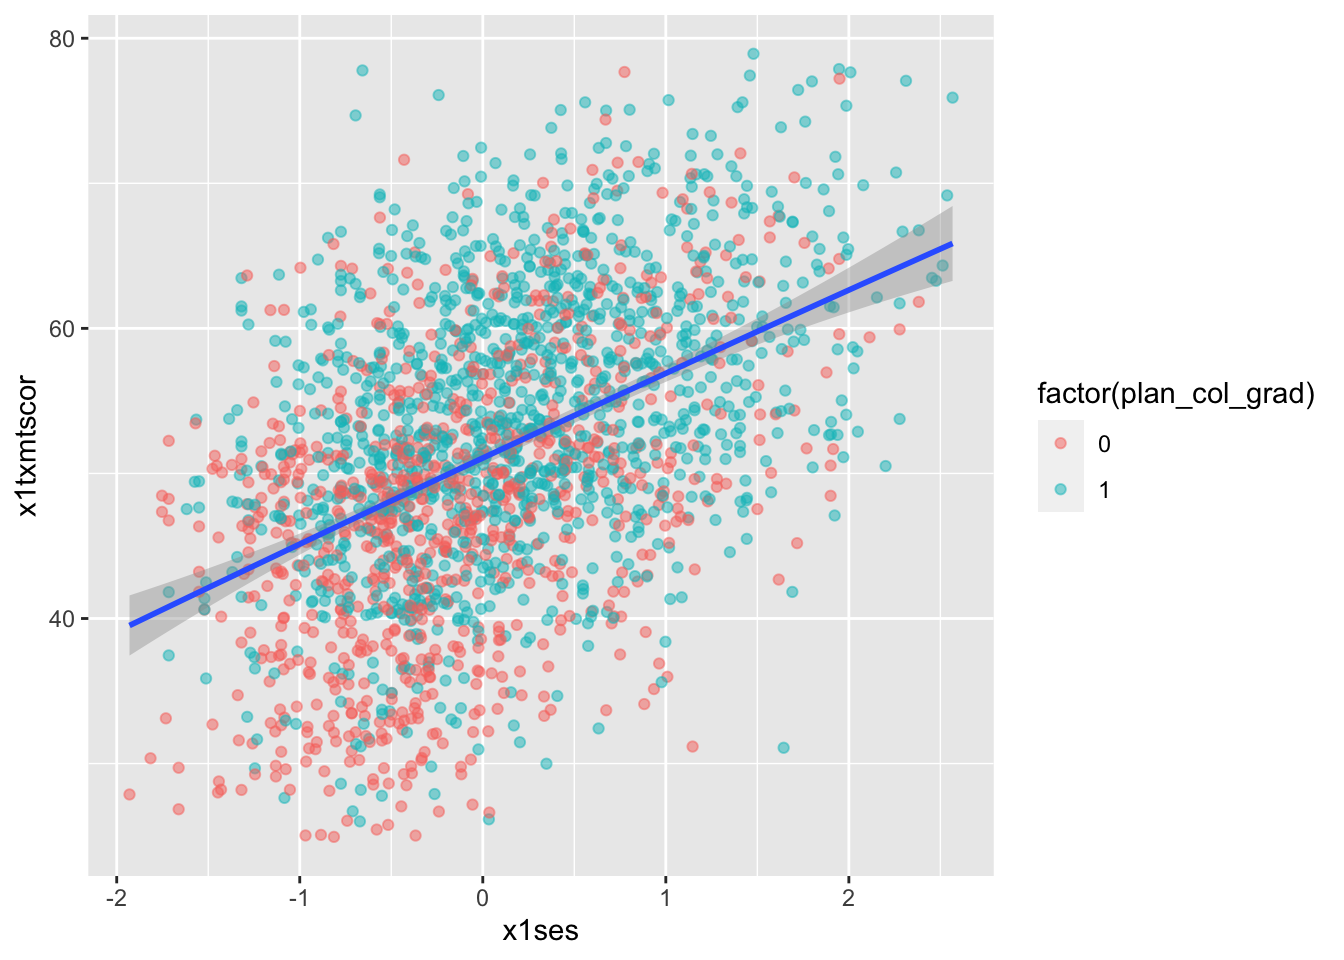 80
60
40
x1txmtscor
-2 -1 0 1 2
x1ses
factor(plan_col_grad)
0
1